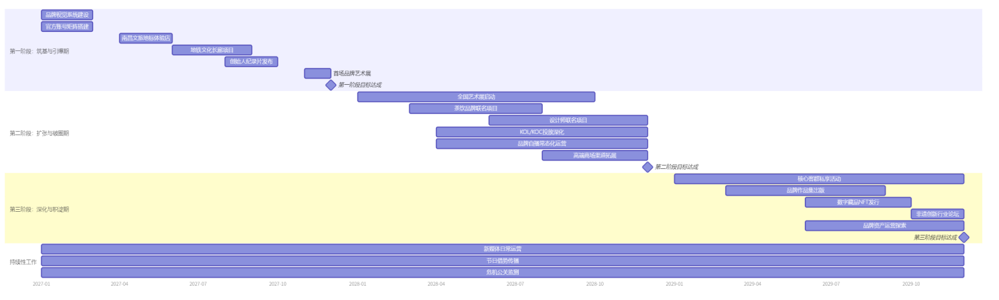 品牌视觉系统建设
官方账号矩阵搭建
南昌文旅地标体验店
第一阶段：筑基与引爆期
地铁文化长廊项目
创始人纪录片发布
首场品牌艺术展
第一阶段目标达成
全国艺术展启动
茶饮品牌联名项目
设计师联名项目
第二阶段：扩张与破圈期
KOL/KOC投放深化
品牌自播常态化运营
高端商场渠道拓展
第二阶段目标达成
核心客群私享活动
品牌作品集出版
数字藏品NFT发行
第三阶段：深化与积淀期
非遗创新行业论坛
品牌资产运营探索
第三阶段目标达成
新媒体日常运营
持续性工作
节日借势传播
危机公关监测
2027-01 2027-04 2027-07 2027-10 2028-01 2028-04 2028-07 2028-10 2029-01 2029-04 2029-07 2029-10